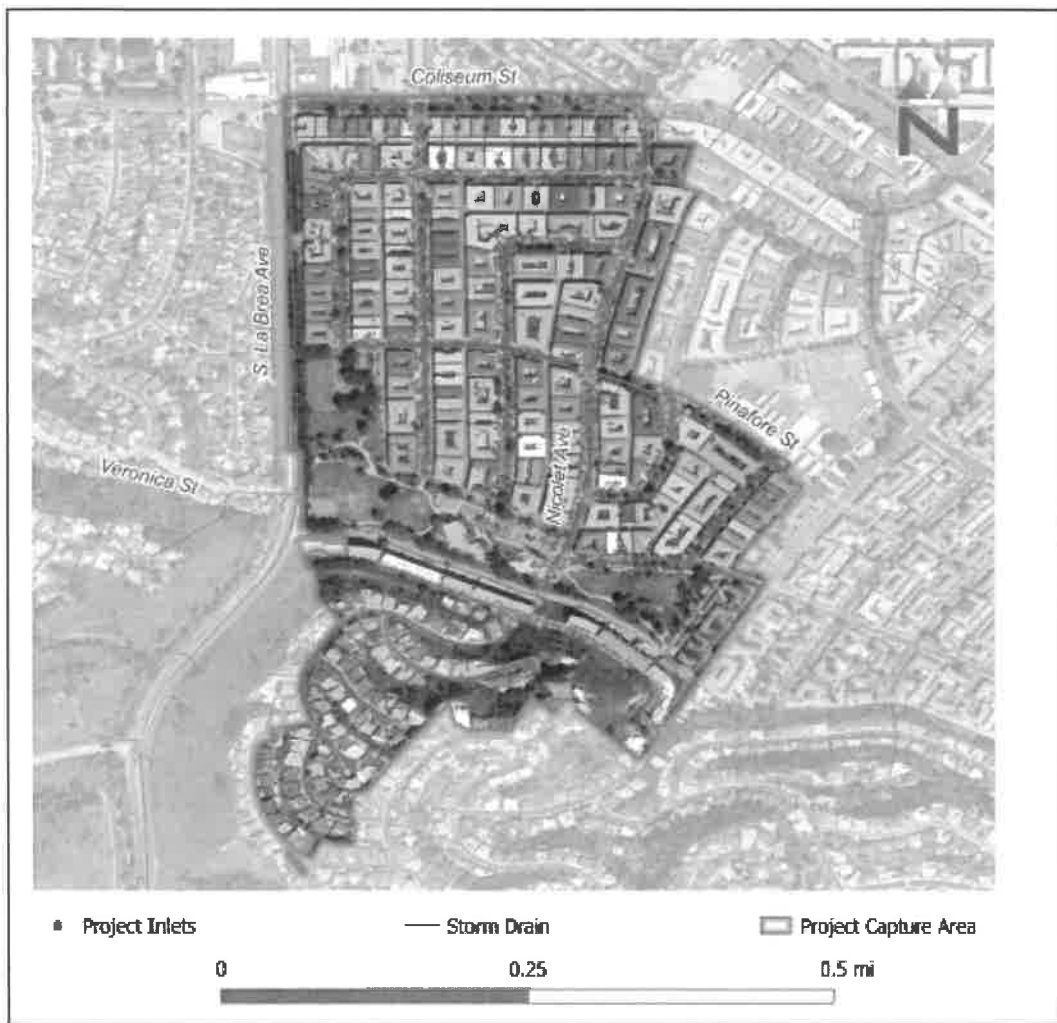 Coliseum St
N
S. La Brea Ave
Pinafore St
Veronica St
Nicolet Ave
Project Inlets
Storm Drain
Project Capture Area
0
0.25
0.5 mi